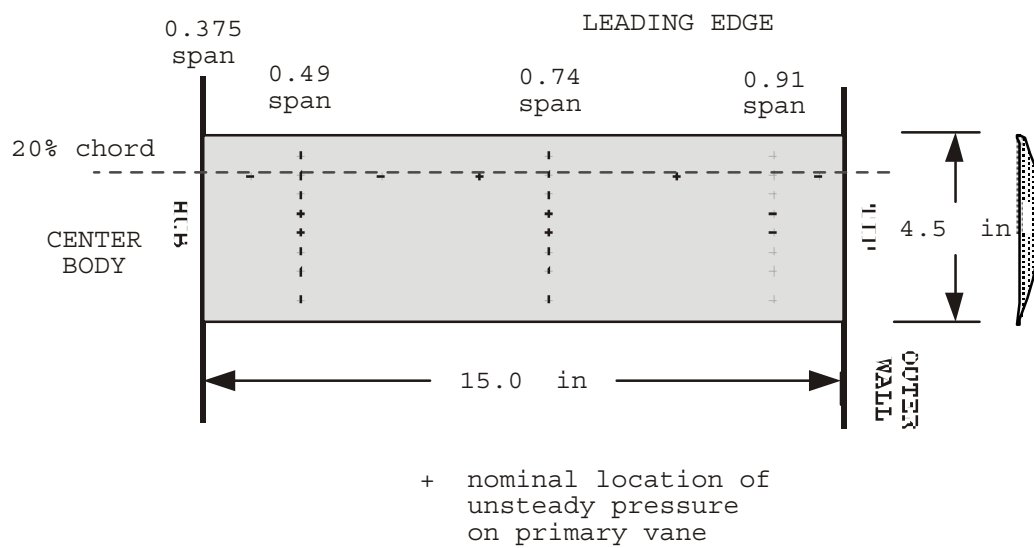 LEADING EDGE
0.375
span
0.49
span
0.74
span
0.91
span
20% chord
HUB
CENTER
BODY
TIP
4.5 in
OUTER
WALL
15.0 in
+ nominal location of
unsteady pressure
on primary vane